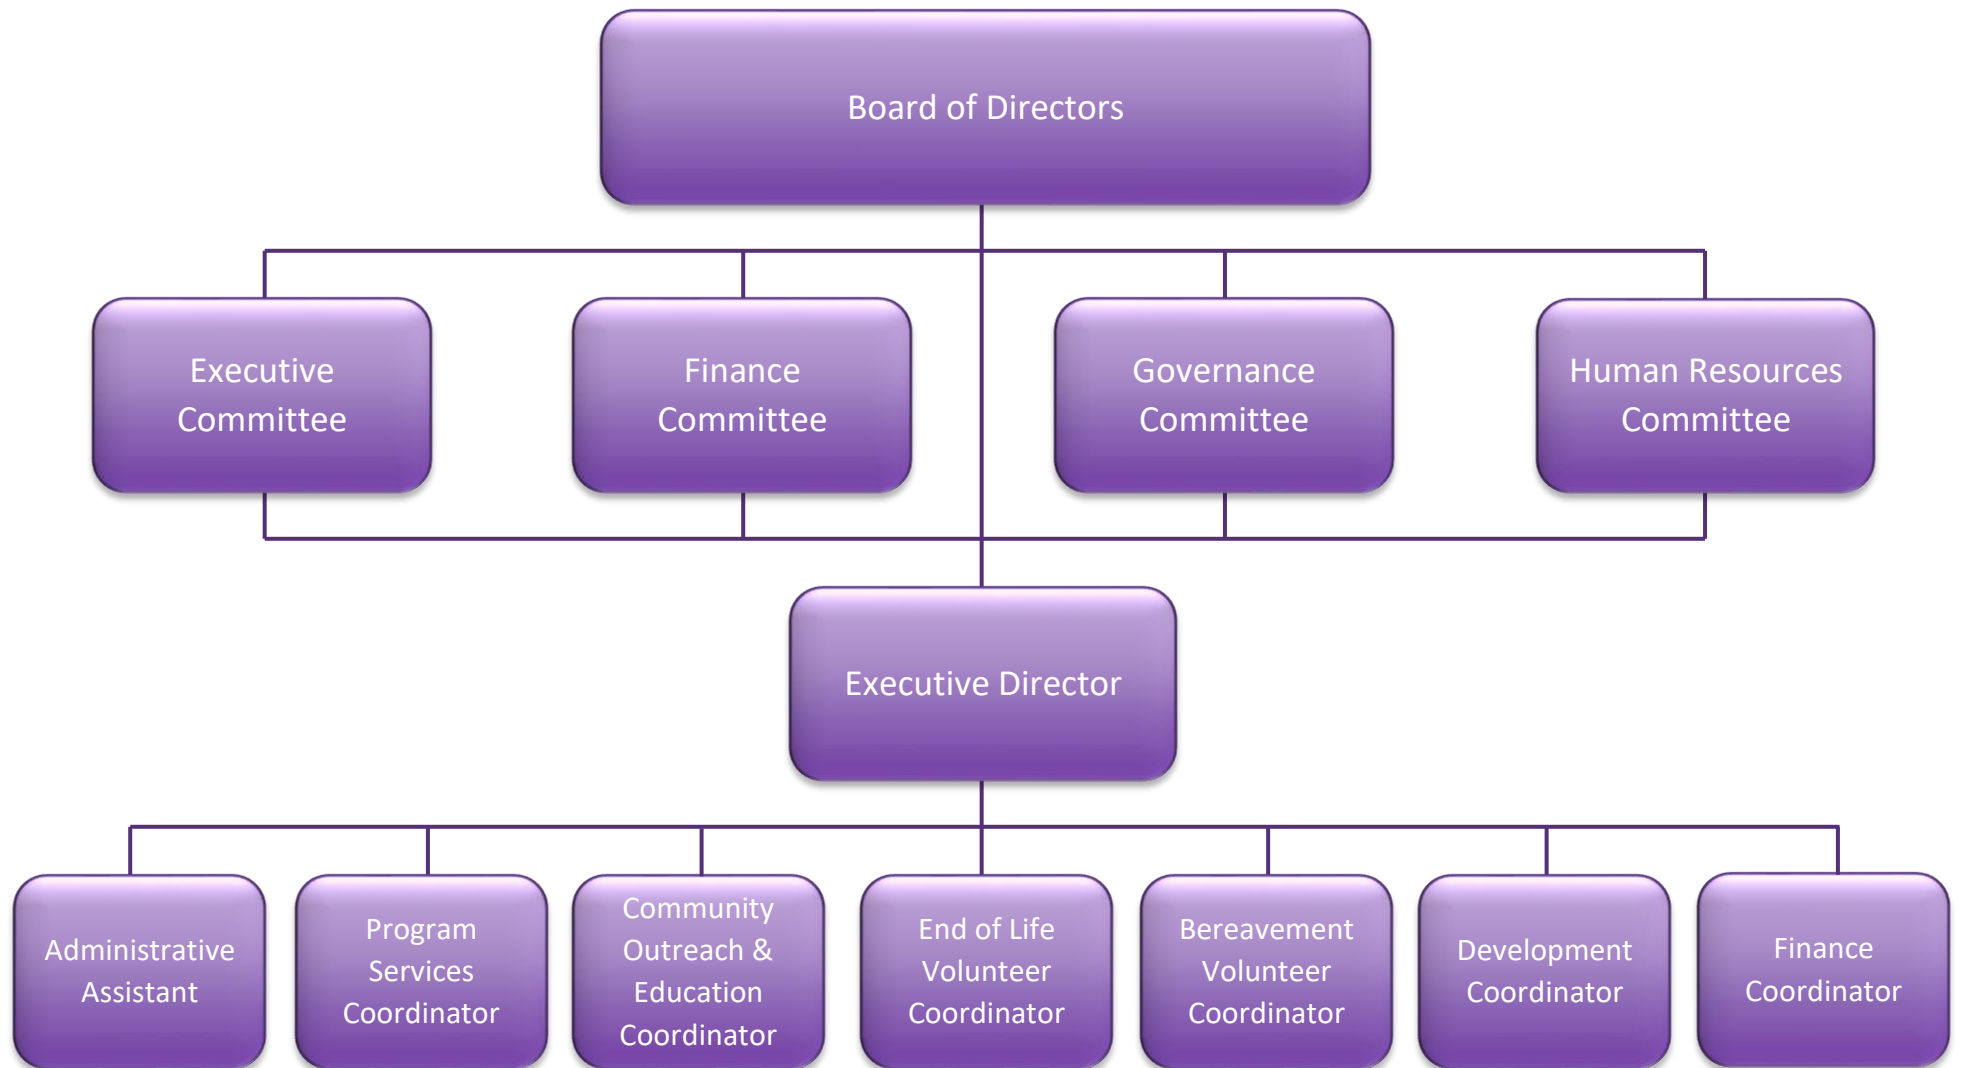 Board of Directors
Executive
Committee
Finance
Committee
Governance
Committee
Human Resources
Committee
Executive Director
Administrative
Assistant
Program
Services
Coordinator
Community
Outreach &
Education
Coordinator
End of Life
Volunteer
Coordinator
Bereavement
Volunteer
Coordinator
Development
Coordinator
Finance
Coordinator